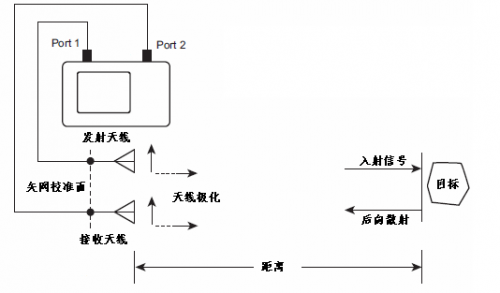 Port 1
Port 2
发射天线
矢网校准面
天线极化
接收天线
入射信号
目标
后向散射
距离